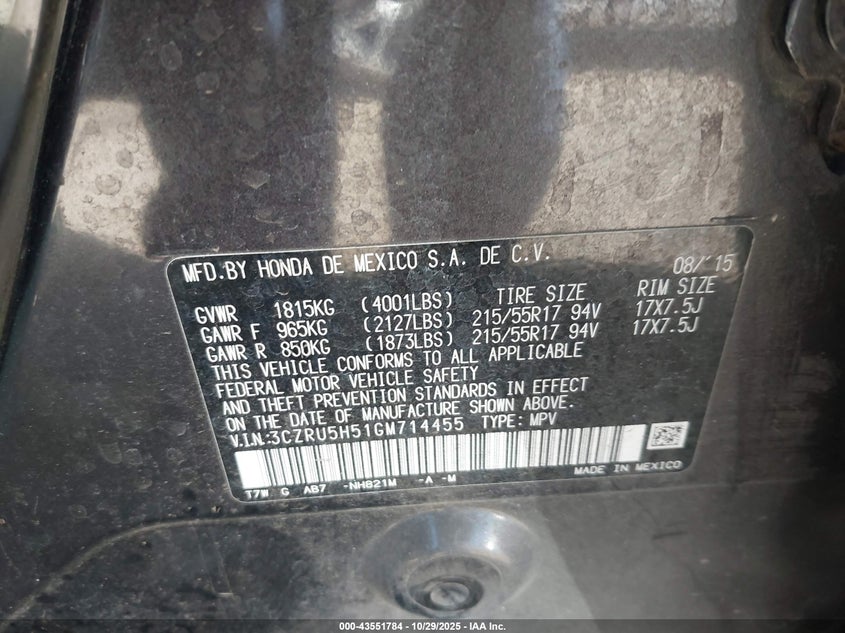 MFD.BY HONDA DE MEXICO S.A. DE C.V. 08/'15
TIRE SIZE RIM SIZE
GVWR 1815KG (4001LBS)
GAWR F 965KG (2127LBS) 215/55R17 94V 17X7.5J
GAWR R 850KG (1873LBS) 215/55R17 94V 17X7.5J
THIS VEHICLE CONFORMS TO ALL APPLICABLE
FEDERAL MOTOR VEHICLE SAFETY
AND THEFT PREVENTION STANDARDS IN EFFECT
ON THE DATE OF MANUFACTURE SHOWN ABOVE.
V.I.N:3CZRU5H51GM714455 TYPE: MPV
MADE IN MEXICO
T7W G AB7 -NH821M -A -M
000-43551784 - 10/29/2025 - IAA Inc.